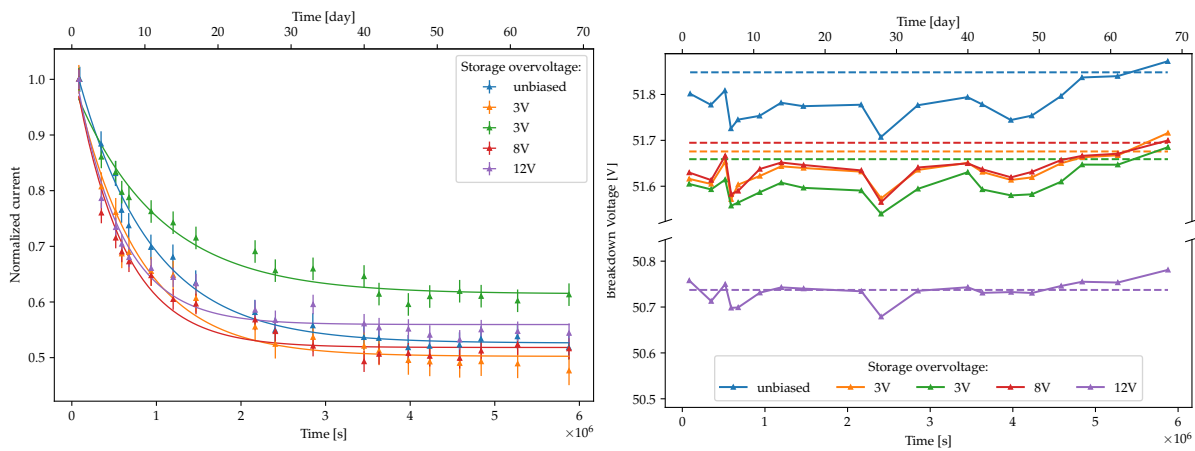 Time [day]
0 10 20 30 40 50 60 70
Normalized current
1.0
0.9
0.8
0.7
0.6
0.5
Storage overvoltage:
unbiased
3V
3V
8V
12V
0 1 2 3 4 5 6
Time [s]
×10⁶
Time [day]
0 10 20 30 40 50 60 70
Breakdown Voltage [V]
51.8
51.7
51.6
50.8
50.7
50.6
50.5
Storage overvoltage:
unbiased 3V 3V 8V 12V
0 1 2 3 4 5 6
Time [s]
×10⁶